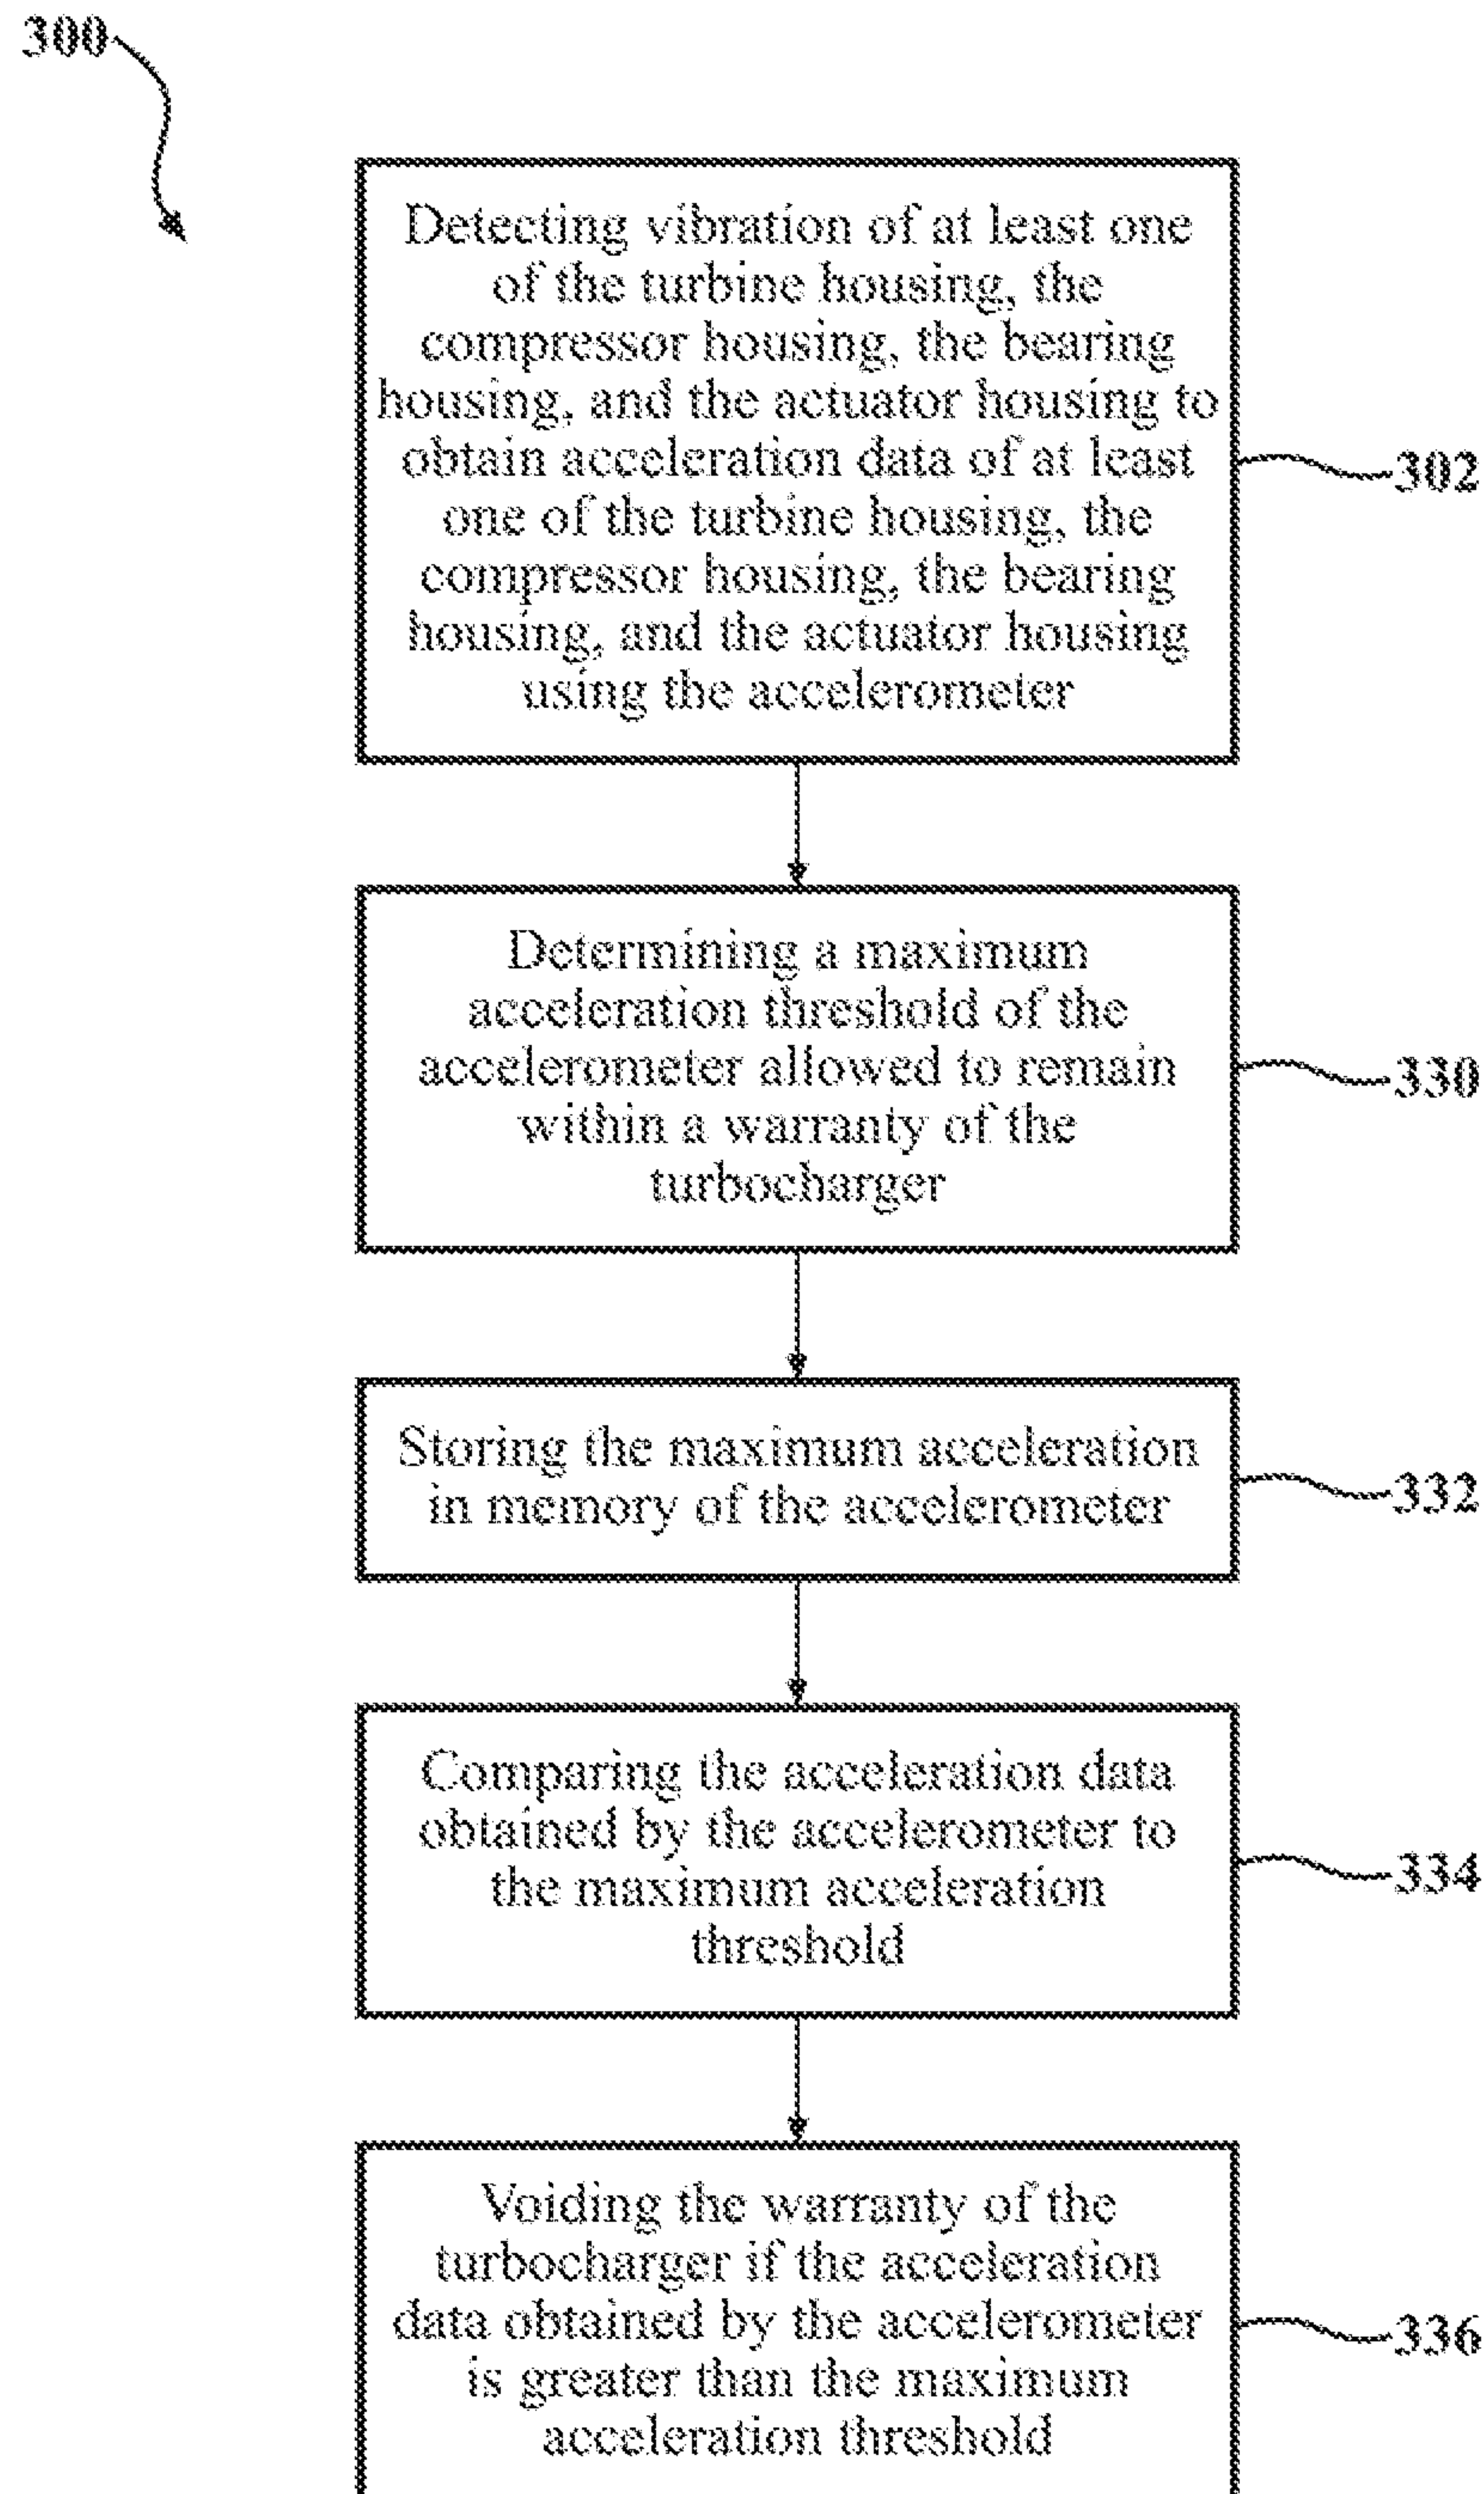 300
Detecting vibration of at least one
of the turbine housing, the
compressor housing, the bearing
housing, and the actuator housing to
obtain acceleration data of at least
one of the turbine housing, the
compressor housing, the bearing
housing, and the actuator housing
using the accelerometer
302
Determining a maximum
acceleration threshold of the
accelerometer allowed to remain
within a warranty of the
turbocharger
330
Storing the maximum acceleration
in memory of the accelerometer
332
Comparing the acceleration data
obtained by the accelerometer to
the maximum acceleration
threshold
334
Voiding the warranty of the
turbocharger if the acceleration
data obtained by the accelerometer
is greater than the maximum
acceleration threshold
336